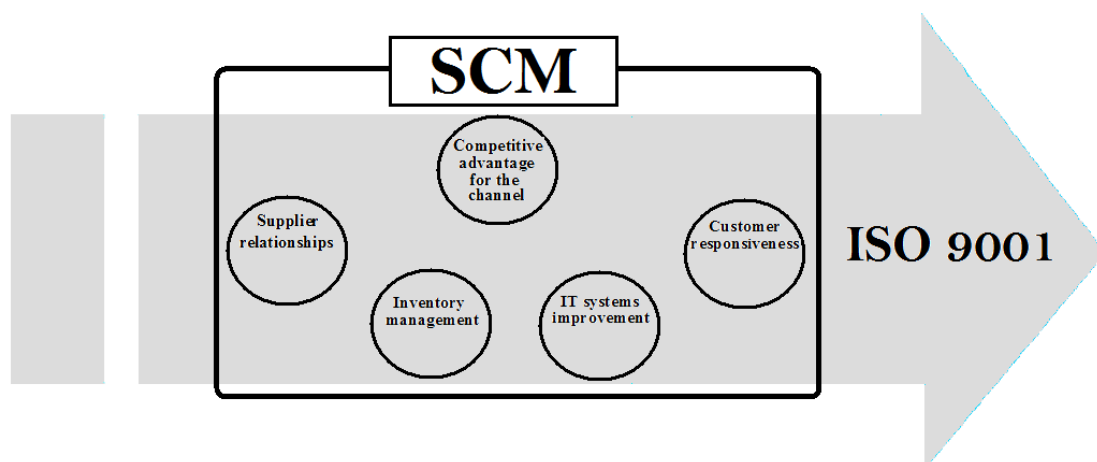 SCM
Competitive
advantage
for the
channel
Supplier
relationships
Customer
responsiveness
ISO 9001
Inventory
management
IT systems
improvement